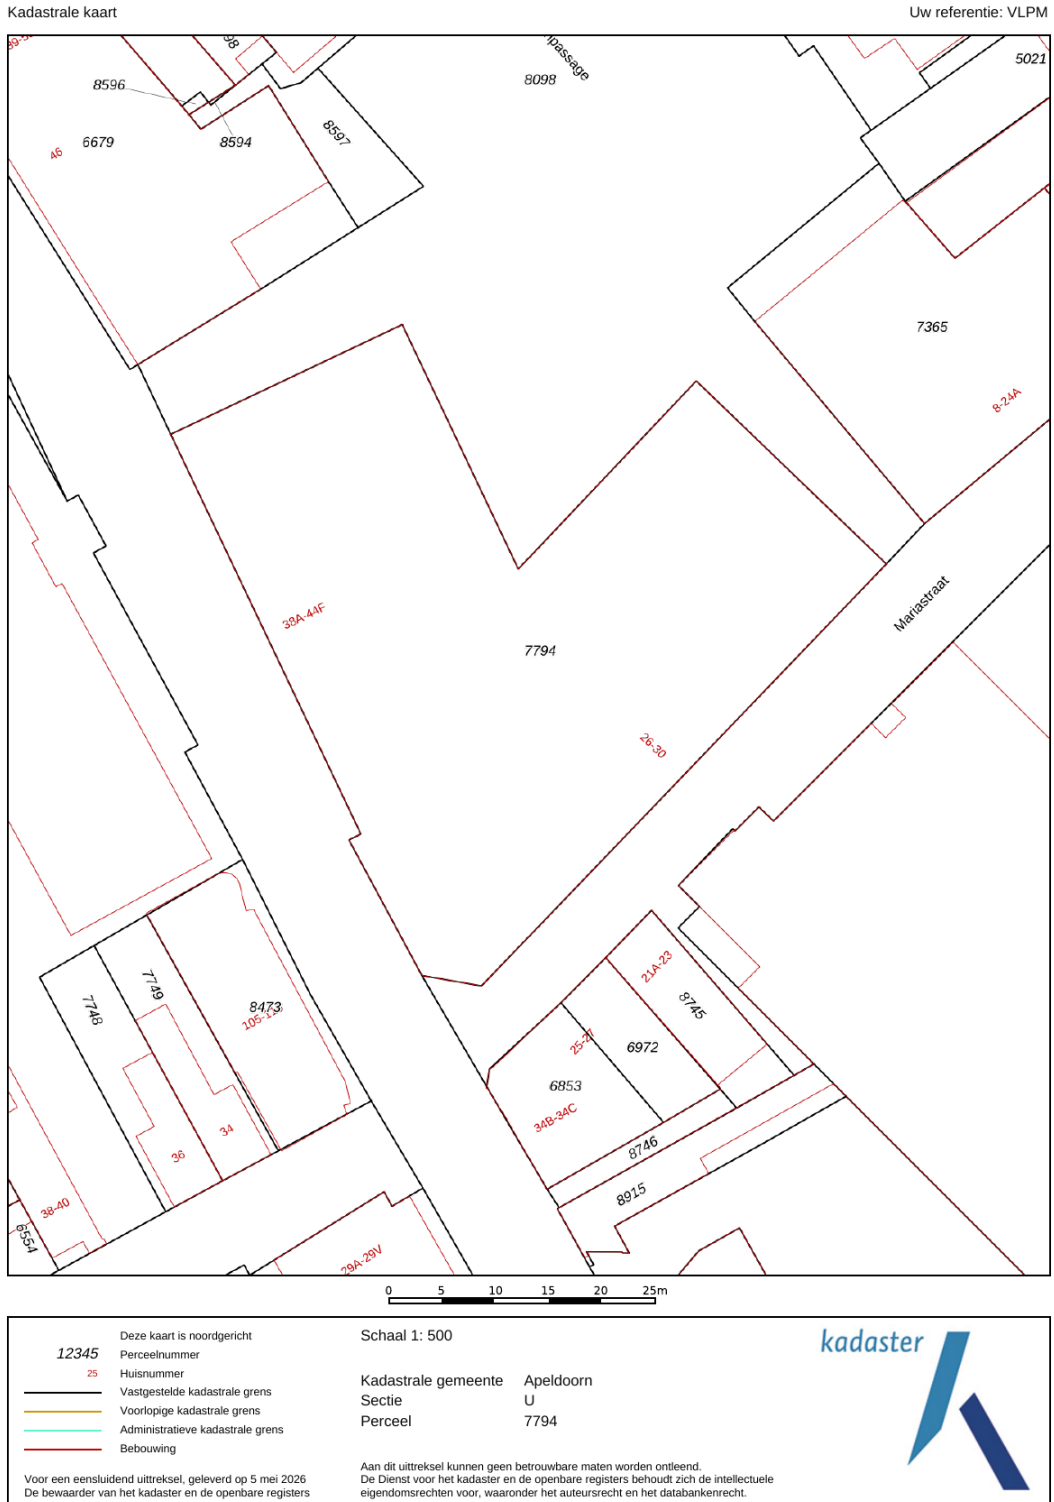 Kadastrale kaart
Uw referentie: VLPM
98
npassage
8098
5021
8596
6679
46
8594
8597
7365
8-24A
38A-44F
7794
26-30
Mariastraat
7748
7749
8473
21A-23
8745
25-27
6972
6853
34B-34C
8746
8915
34
36
38-40
6554
29A-29V
0 5 10 15 20 25m
Deze kaart is noordgericht
12345 Perceelnummer
25 Huisnummer
Vastgestelde kadastrale grens
Voorlopige kadastrale grens
Administratieve kadastrale grens
Bebouwing
Voor een eensluidend uittreksel, geleverd op 5 mei 2026
De bewaarder van het kadaster en de openbare registers
Schaal 1: 500
Kadastrale gemeente Apeldoorn
Sectie U
Perceel 7794
Aan dit uittreksel kunnen geen betrouwbare maten worden ontleend.
De Dienst voor het kadaster en de openbare registers behoudt zich de intellectuele
eigendomsrechten voor, waaronder het auteursrecht en het databankenrecht.
kadaster